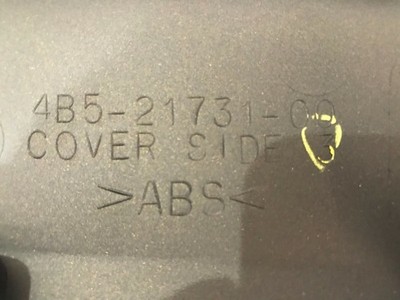 4B5-21731-00
COVER SIDE 3
>ABS<